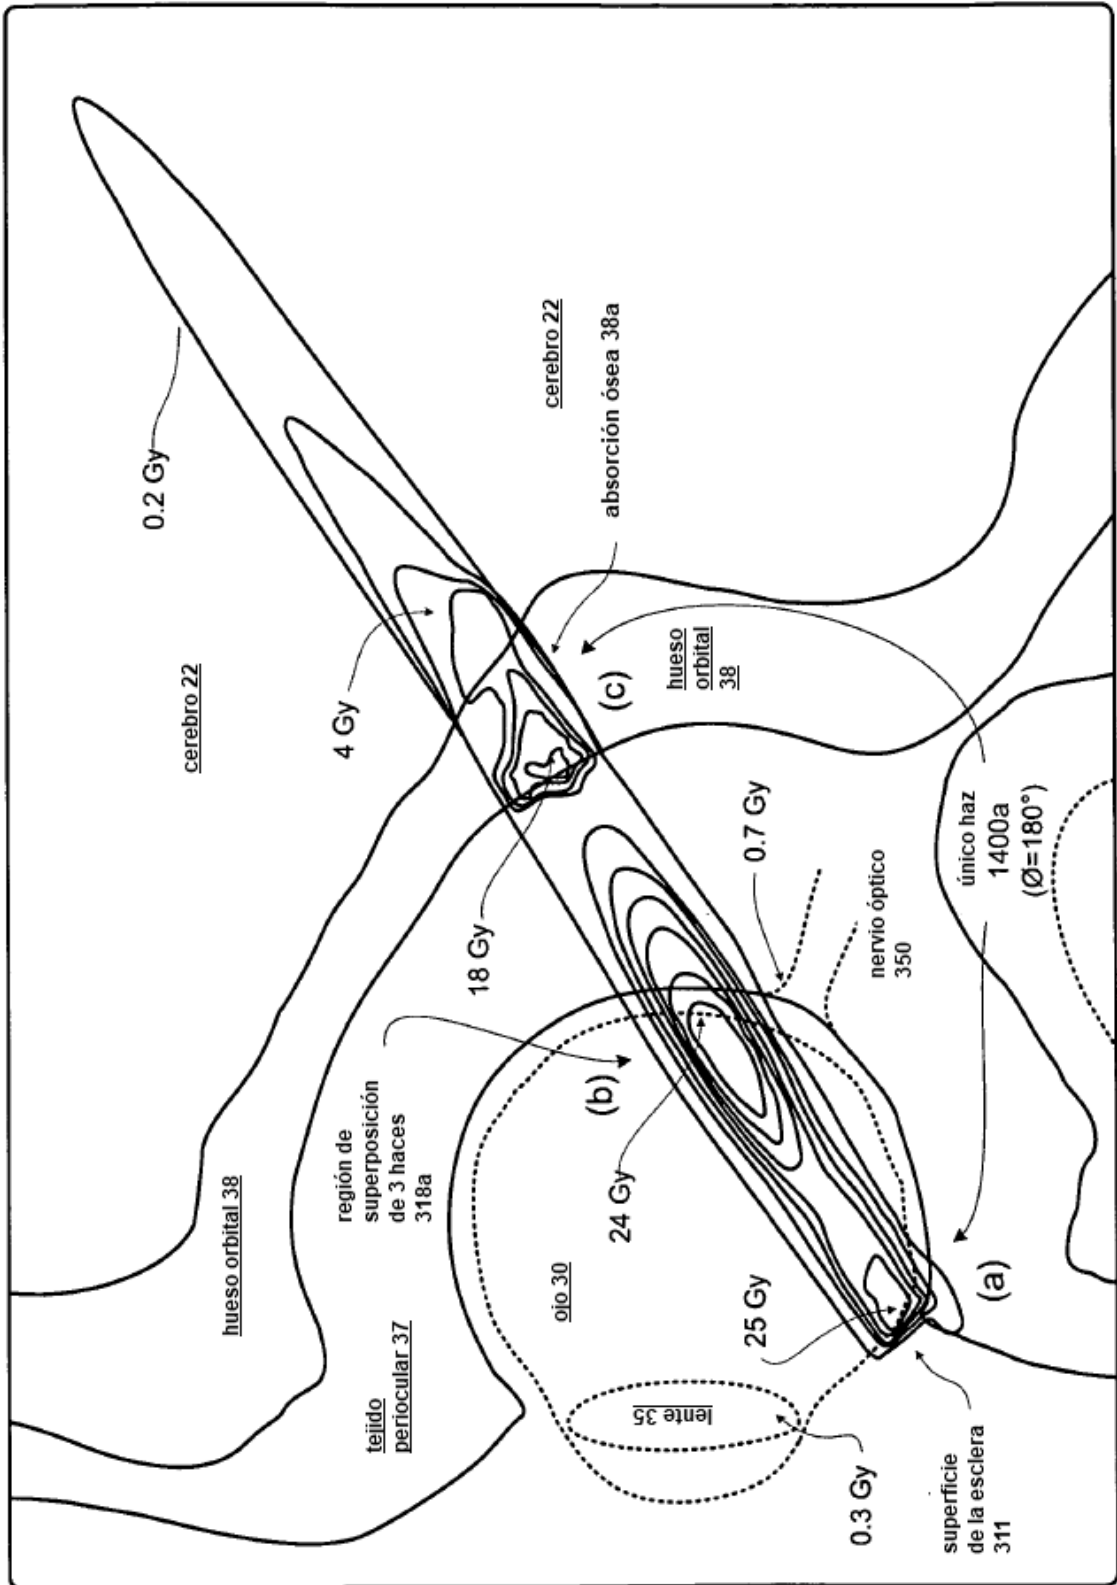 0.2 Gy
cerebro 22
cerebro 22
absorción ósea 38a
4 Gy
hueso
orbital
38
(c)
18 Gy
0.7 Gy
único haz
1400a
(Ø=180°)
nervio óptico
350
región de
superposición
de 3 haces
318a
(b)
24 Gy
hueso orbital 38
ojo 30
25 Gy
(a)
tejido
periocular 37
lente 35
0.3 Gy
superficie
de la esclera
311